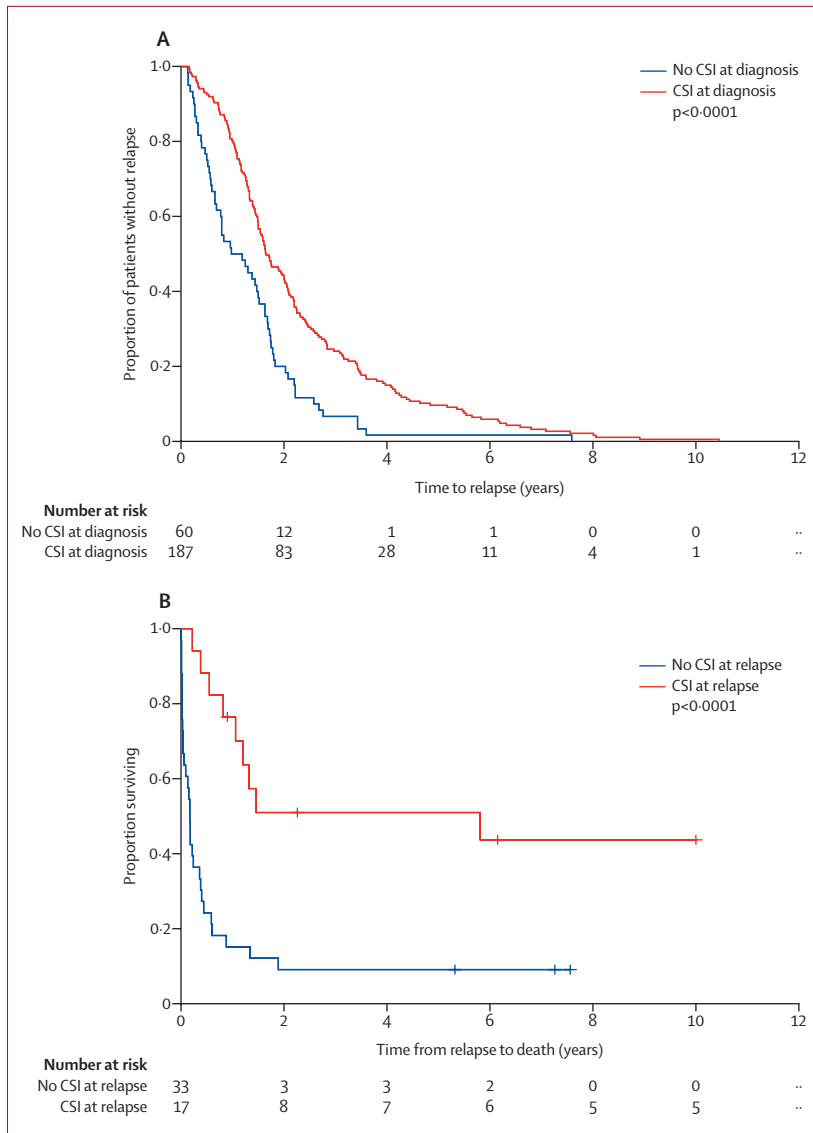 A
1·0
0·8
0·6
0·4
0·2
0
Proportion of patients without relapse
No CSI at diagnosis
CSI at diagnosis
p<0·0001
0 2 4 6 8 10 12
Time to relapse (years)
Number at risk
No CSI at diagnosis 60 12 1 1 0 0 ··
CSI at diagnosis 187 83 28 11 4 1 ··
B
1·0
0·8
0·6
0·4
0·2
0
Proportion surviving
No CSI at relapse
CSI at relapse
p<0·0001
0 2 4 6 8 10 12
Time from relapse to death (years)
Number at risk
No CSI at relapse 33 3 3 2 0 0 ··
CSI at relapse 17 8 7 6 5 5 ··